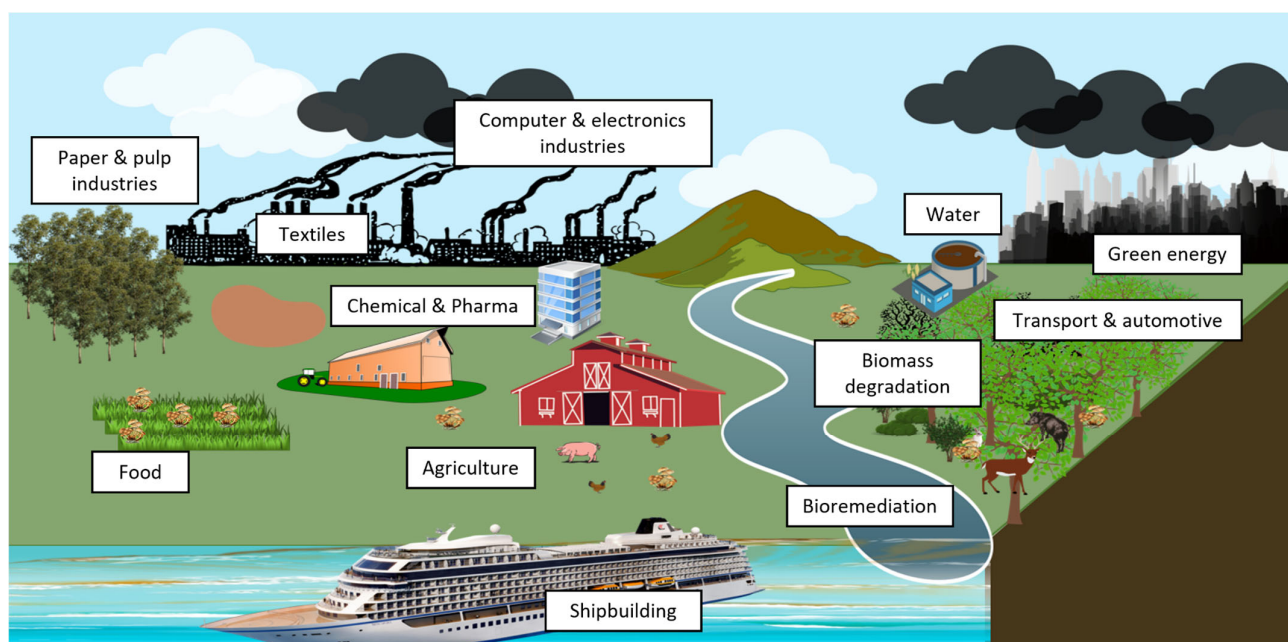 Computer & electronics
industries
Paper & pulp
industries
Textiles
Water
Green energy
Chemical & Pharma
Transport & automotive
Biomass
degradation
Food
Agriculture
Bioremediation
Shipbuilding